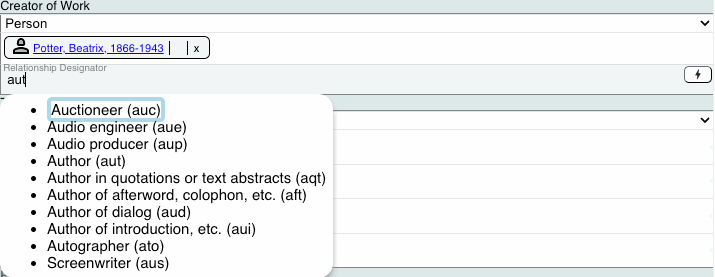 Creator of Work
Person
Potter, Beatrix, 1866-1943 x
Relationship Designator
aut
Auctioneer (auc)
Audio engineer (aue)
Audio producer (aup)
Author (aut)
Author in quotations or text abstracts (aqt)
Author of afterword, colophon, etc. (aft)
Author of dialog (aud)
Author of introduction, etc. (aui)
Autographer (ato)
Screenwriter (aus)